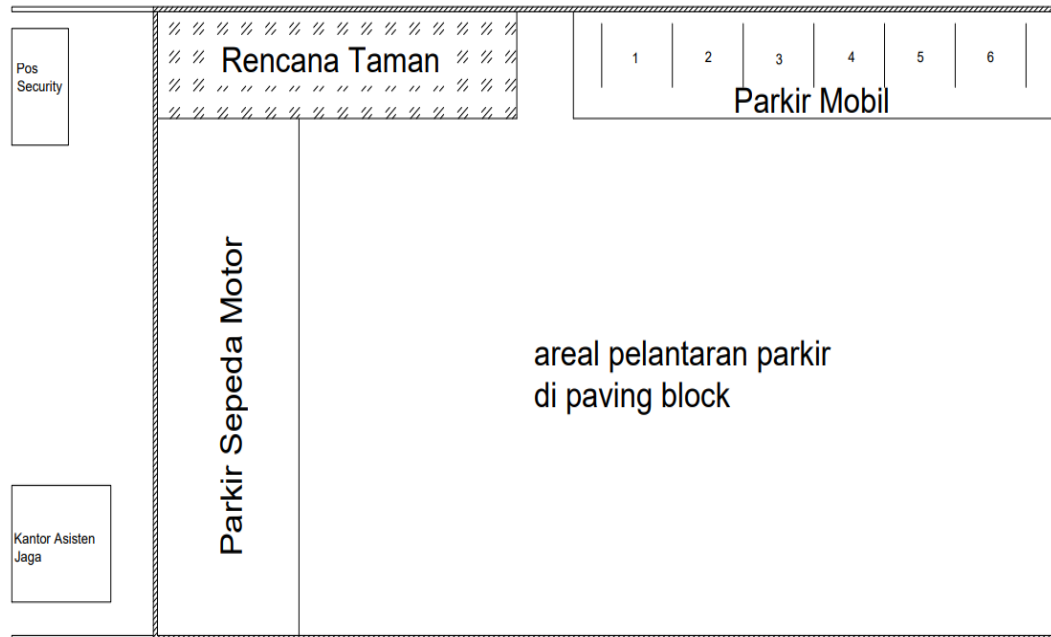 Pos
Security
Rencana Taman
1
2
3
4
5
6
Parkir Mobil
Parkir Sepeda Motor
areal pelantaran parkir
di paving block
Kantor Asisten
Jaga